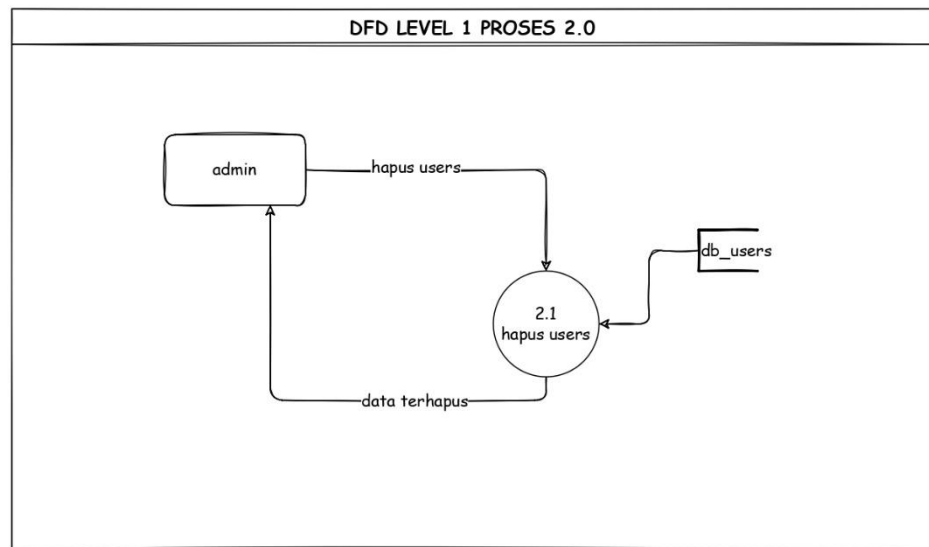 DFD LEVEL 1 PROSES 2.0
admin
hapus users
db_users
2.1
hapus users
data terhapus